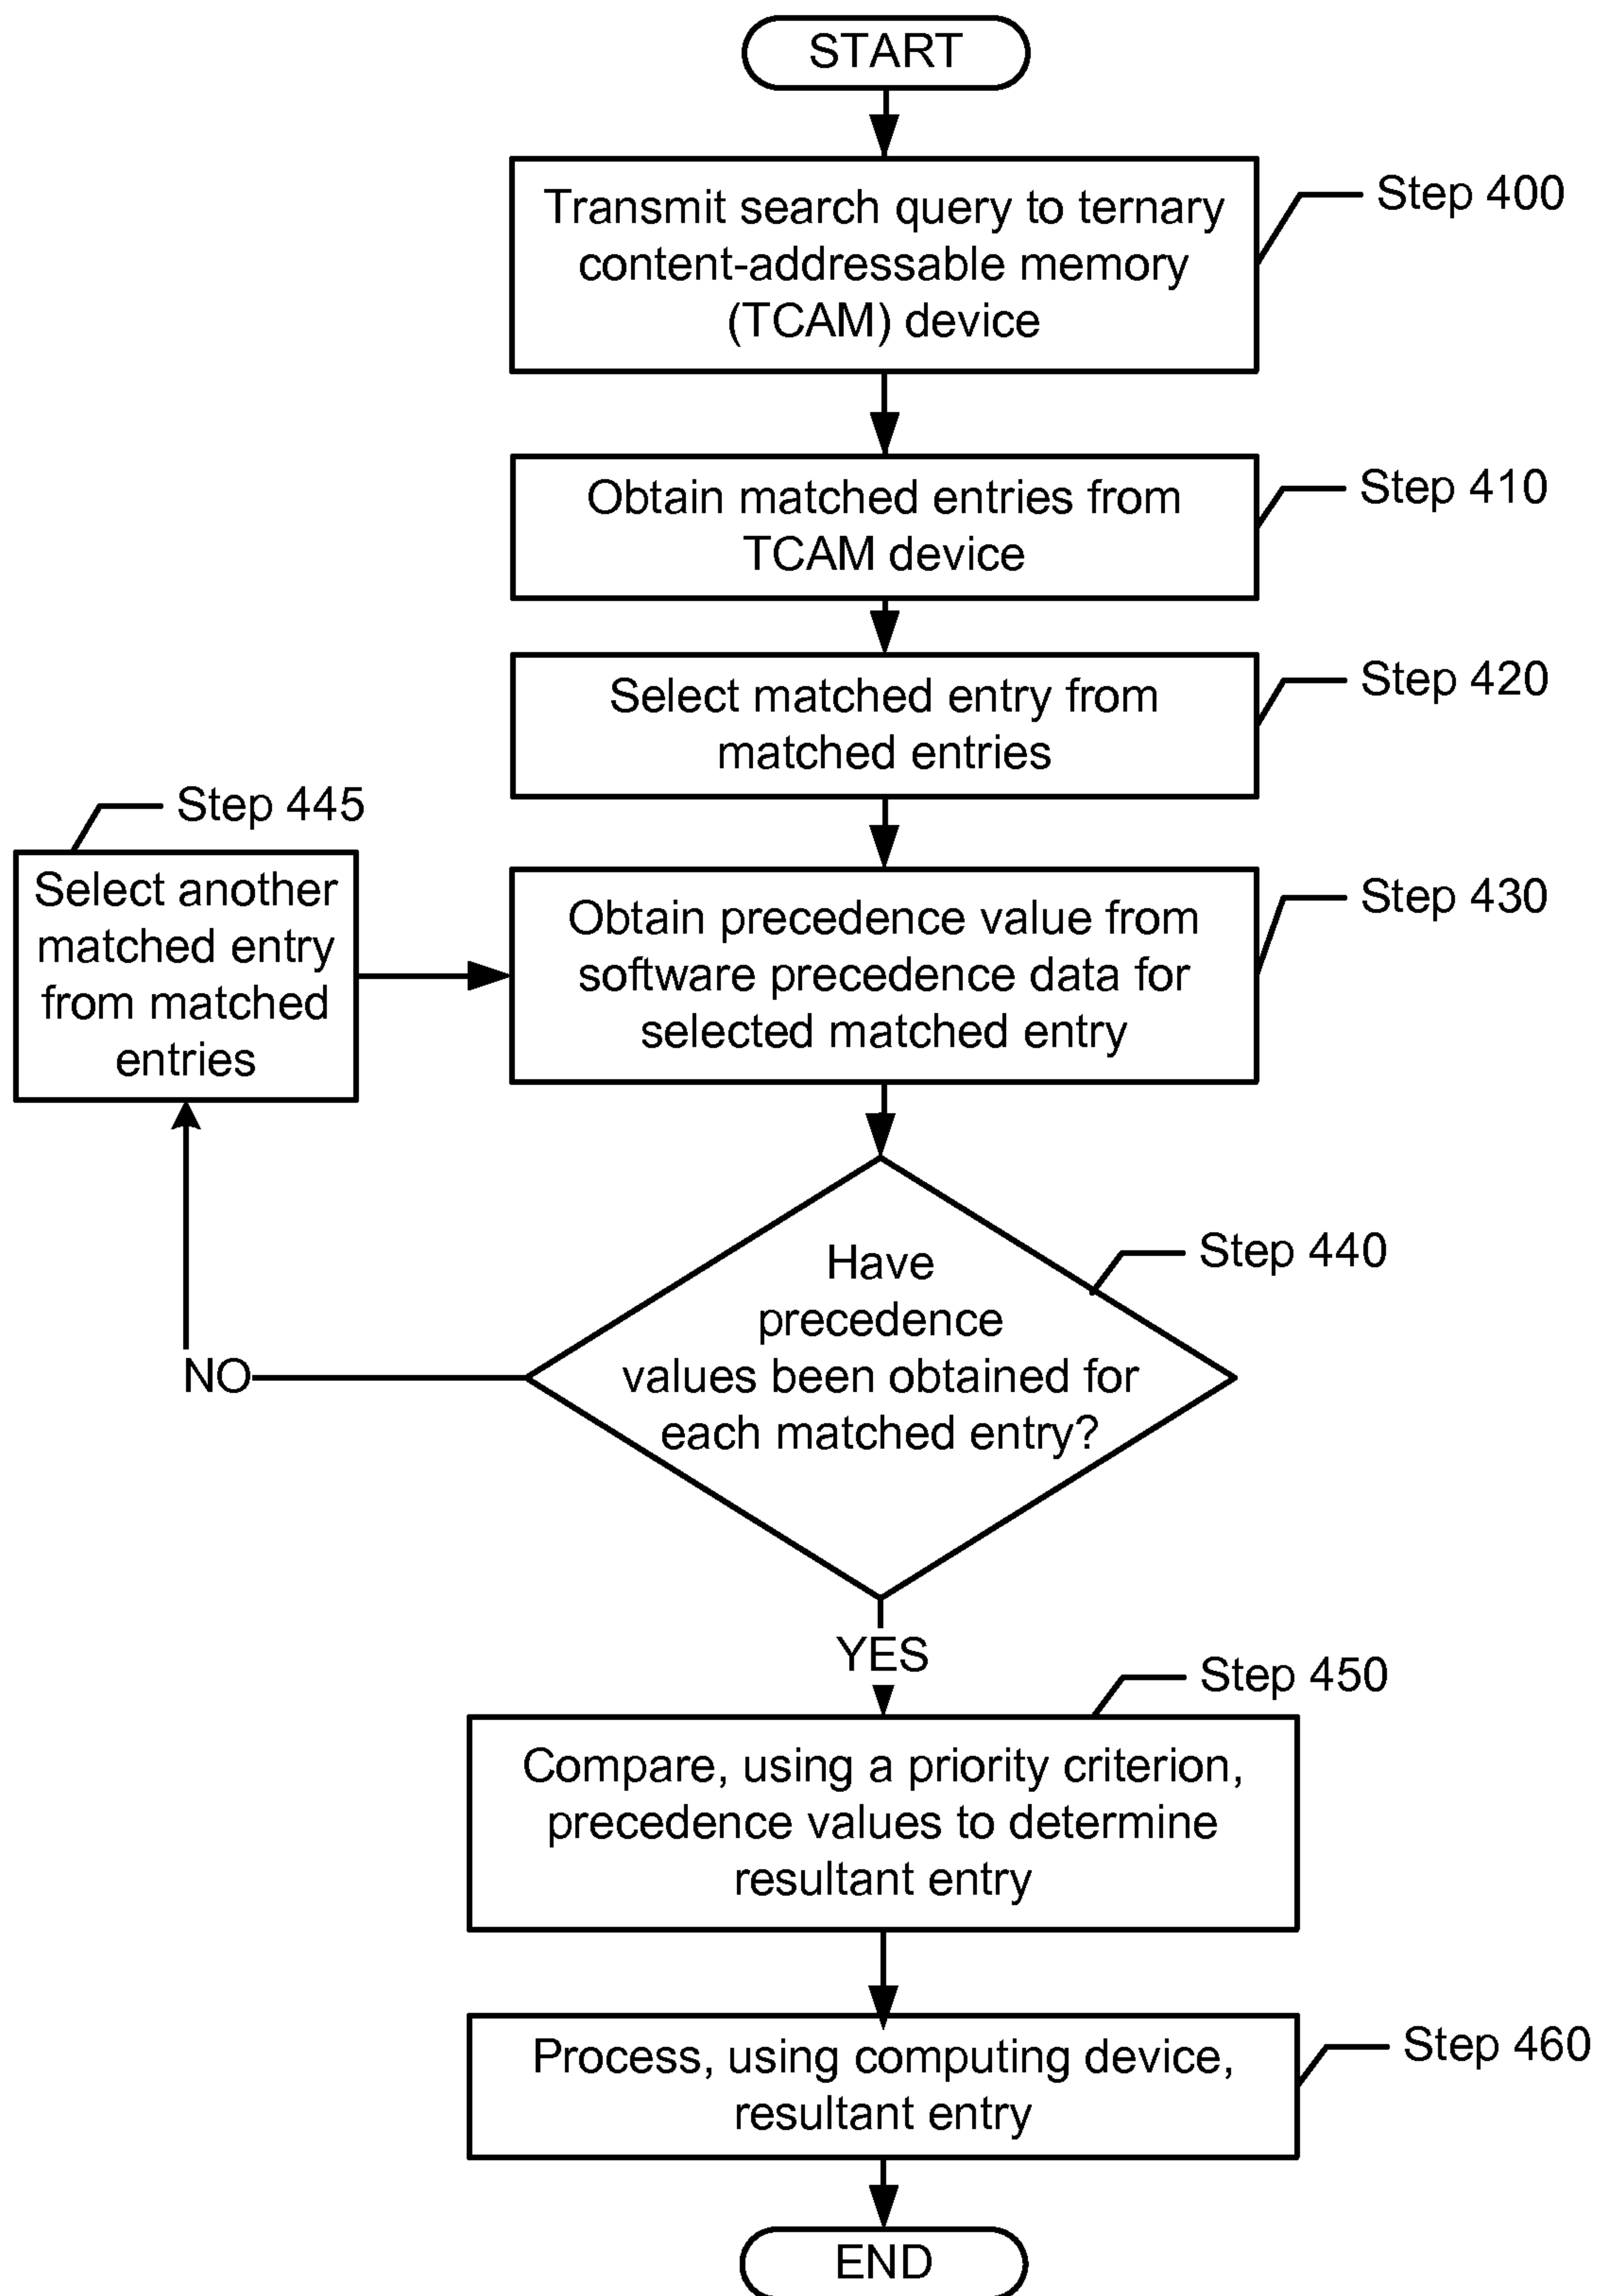 START
Transmit search query to ternary
content-addressable memory
(TCAM) device
Step 400
Obtain matched entries from
TCAM device
Step 410
Select matched entry from
matched entries
Step 420
Step 445
Select another
matched entry
from matched
entries
Obtain precedence value from
software precedence data for
selected matched entry
Step 430
Have
precedence
values been obtained for
each matched entry?
Step 440
NO
YES
Step 450
Compare, using a priority criterion,
precedence values to determine
resultant entry
Process, using computing device,
resultant entry
Step 460
END